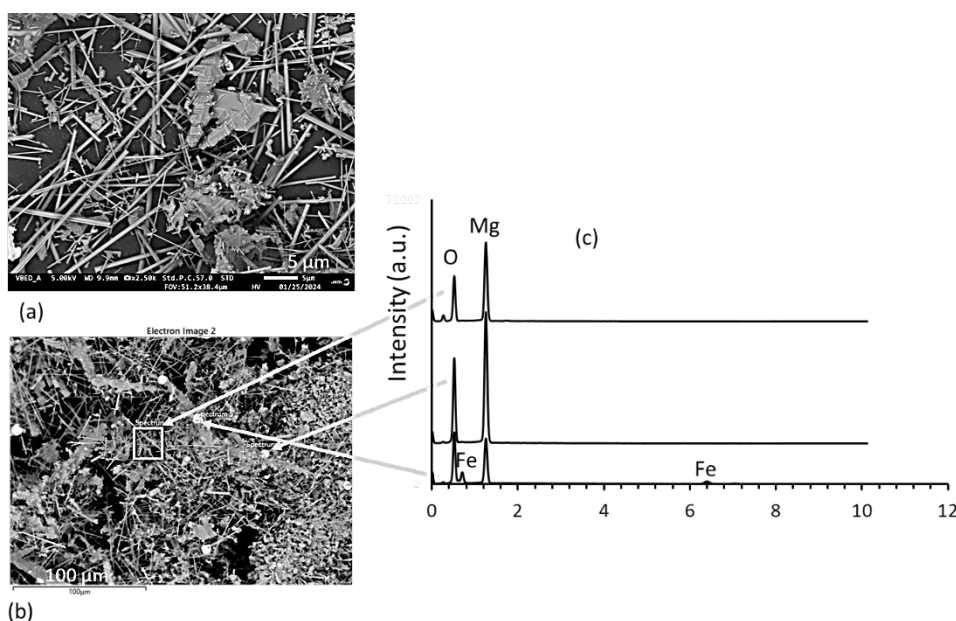 5 µm
VBED_A 5.00kV WD 9.9mm x2.50k Std.P.C.57.0 STD 5µm
FOV:51.2x38.4µm HV 01/25/2024
(a)
Electron Image 2
Spectrum
Spectrum
Spectrum
100 µm
100µm
(b)
Intensity (a.u.)
O
Mg
(c)
Fe
Fe
0 2 4 6 8 10 12